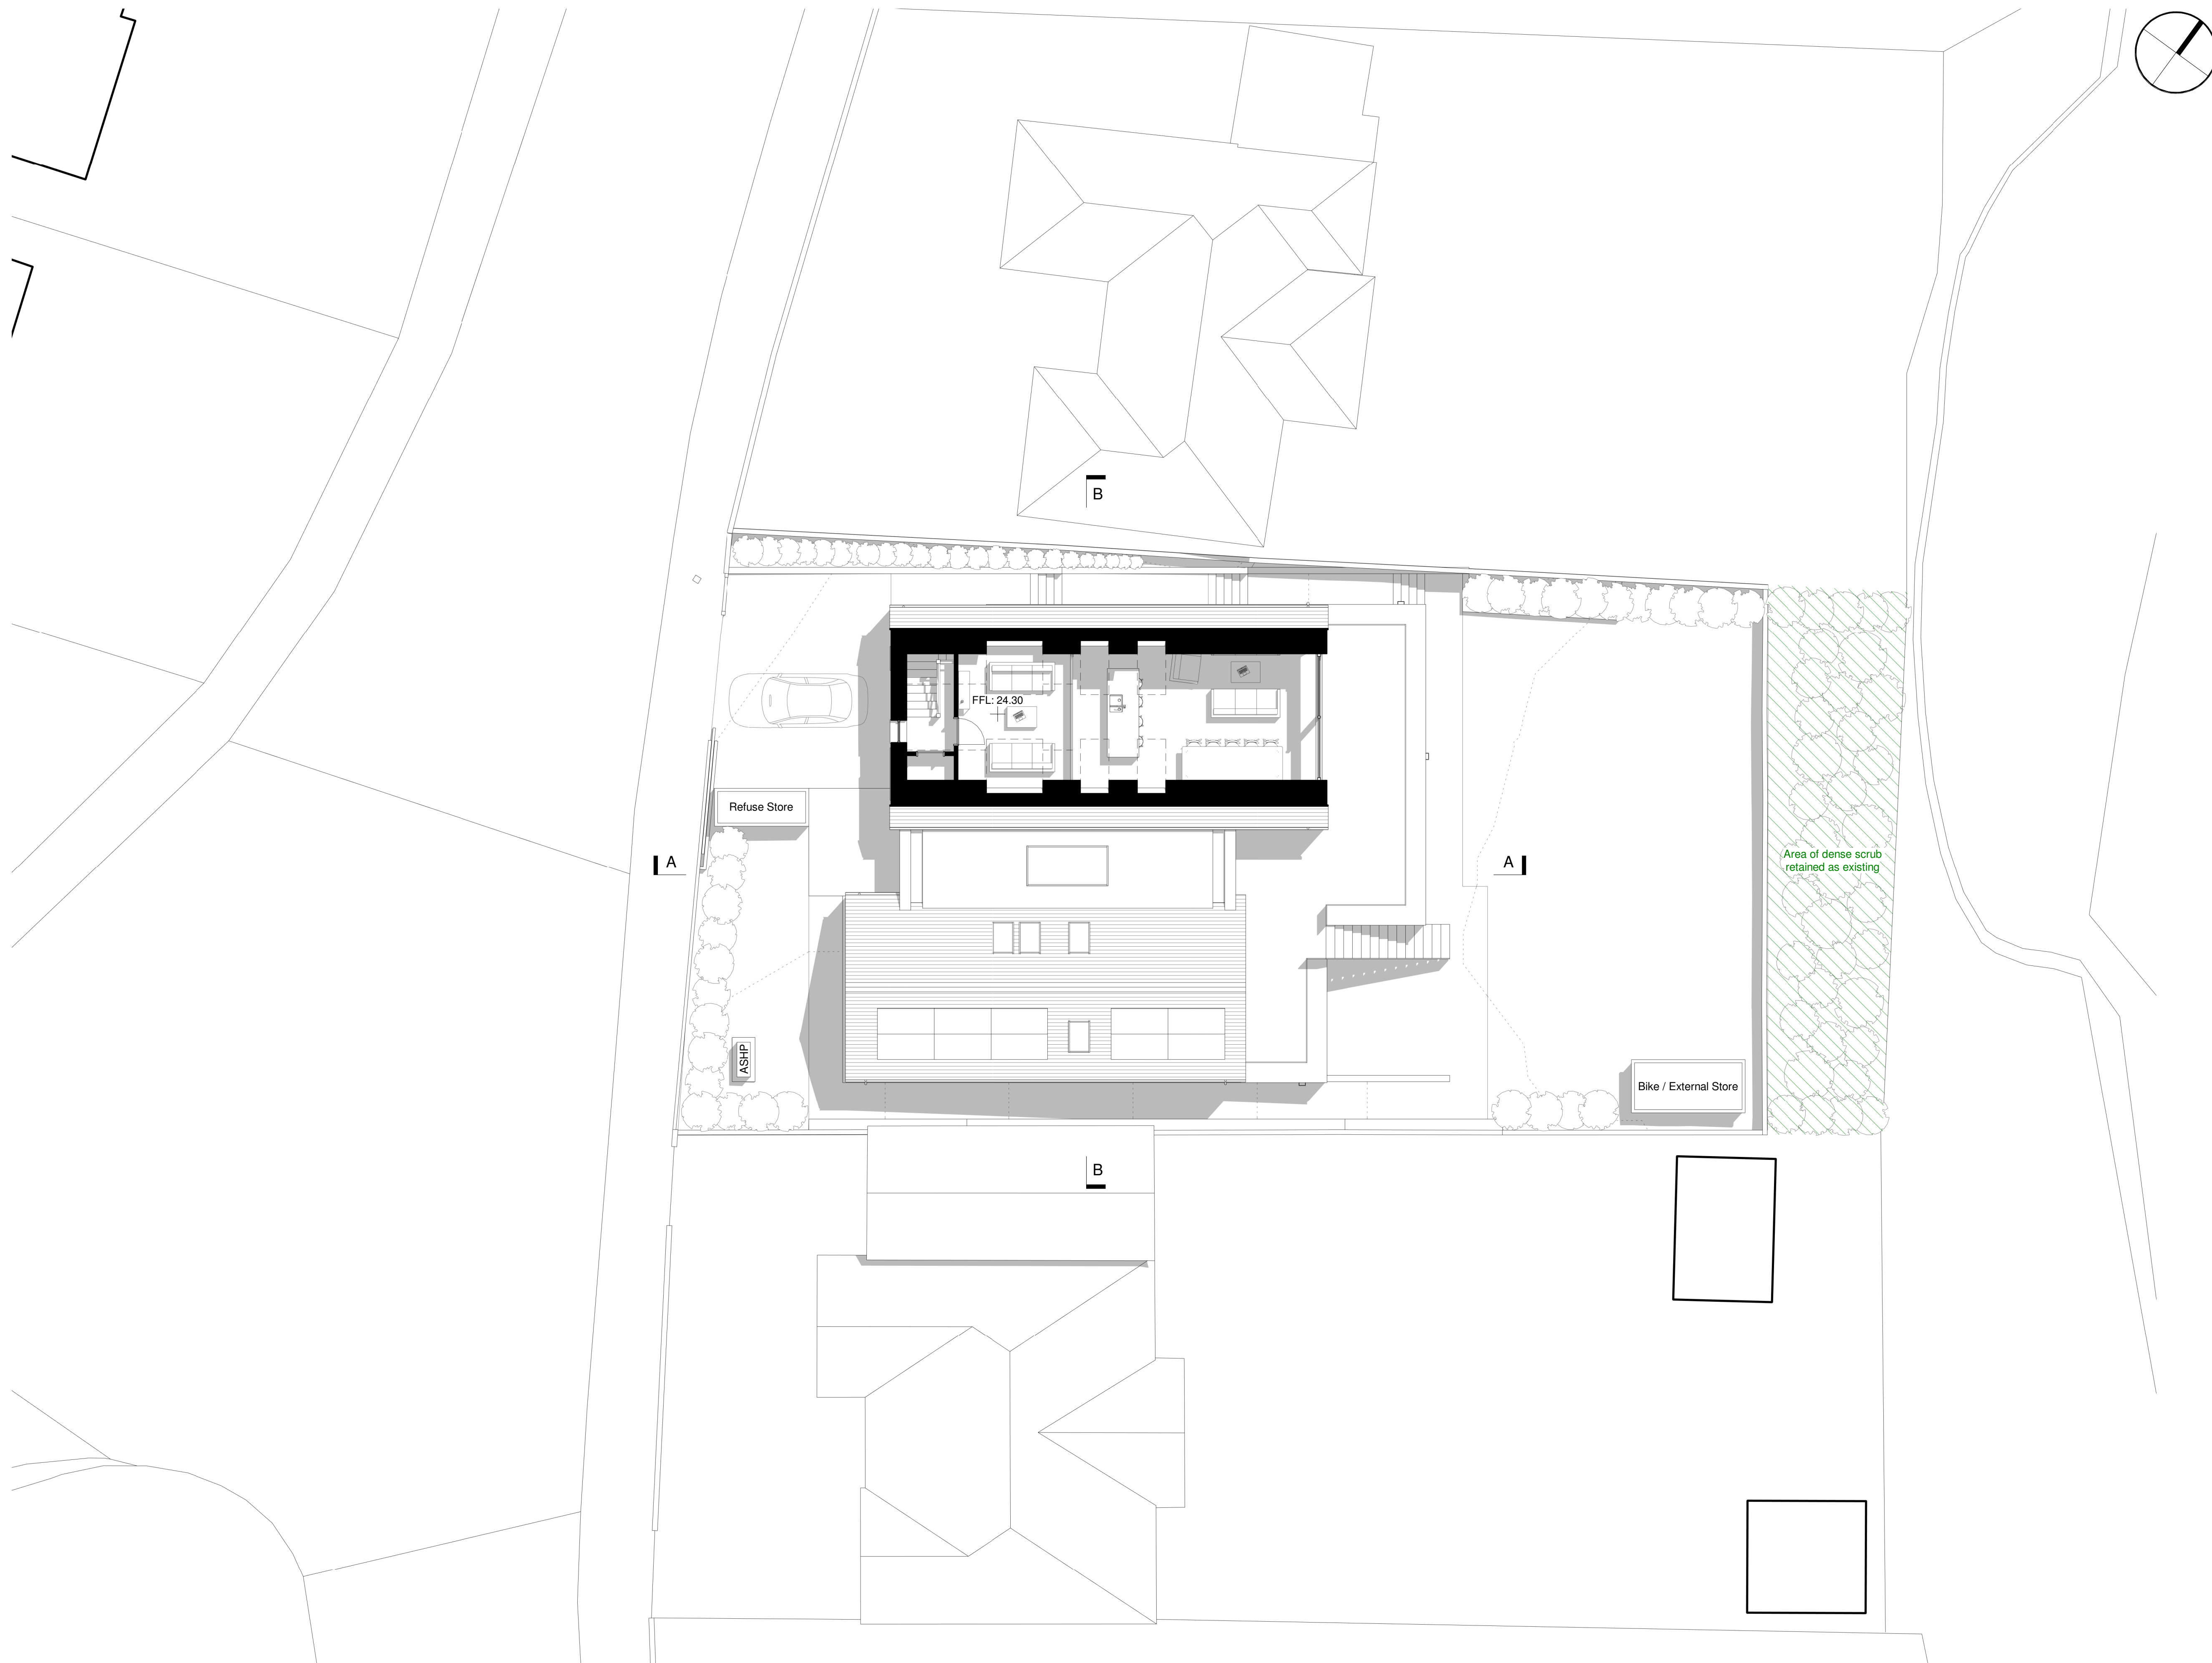 B
FFL: 24.30
Refuse Store
A
A
Area of dense scrub
retained as existing
ASHP
Bike / External Store
B